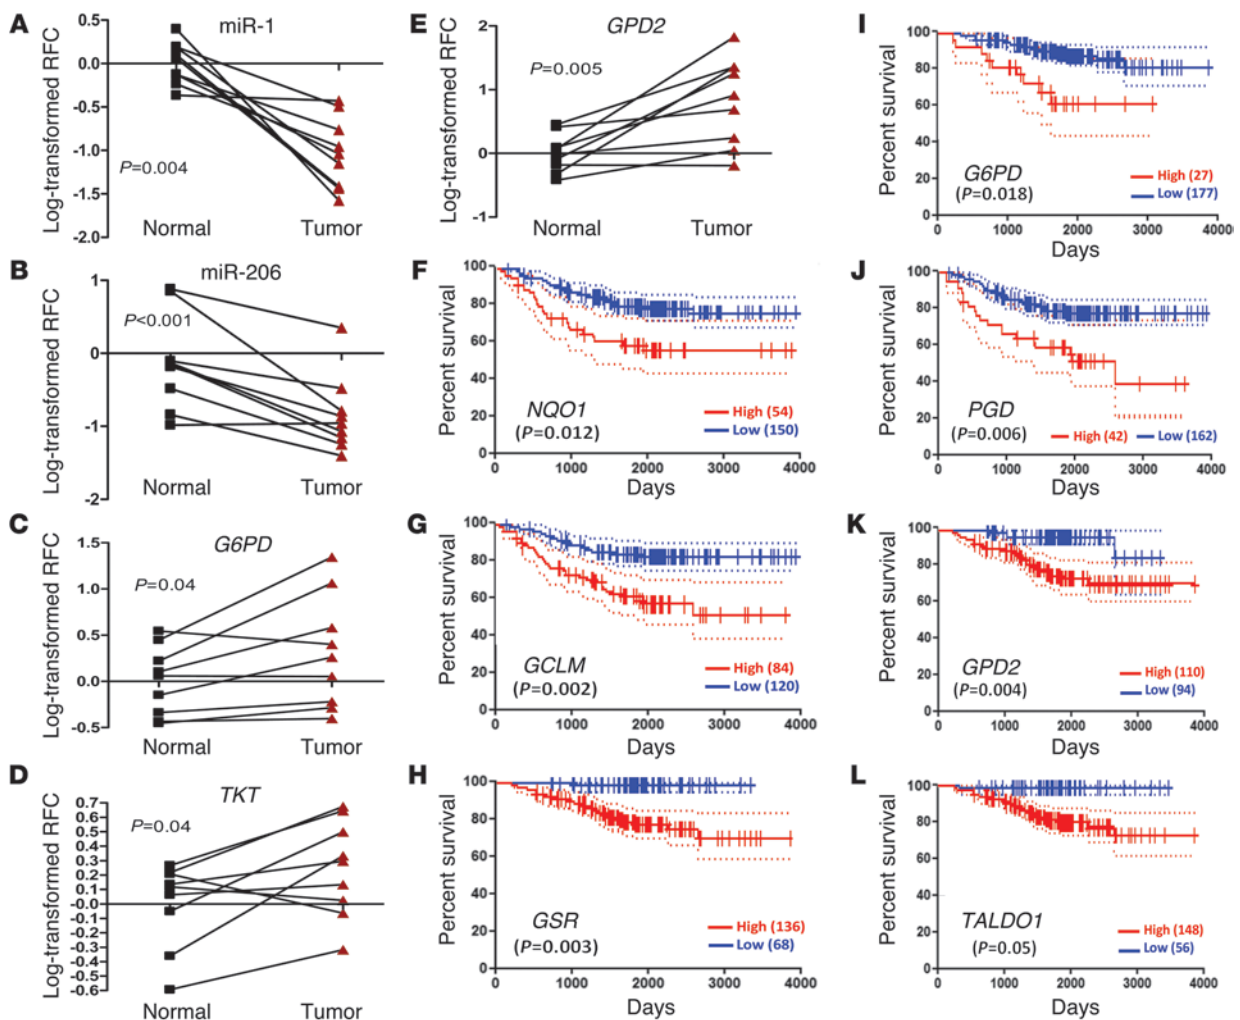 A
miR-1
Log-transformed RFC
0.5
0.0
-0.5
-1.0
-1.5
-2.0
P=0.004
Normal
Tumor
B
miR-206
Log-transformed RFC
1
0
-1
-2
P<0.001
Normal
Tumor
C
G6PD
Log-transformed RFC
1.5
1.0
0.5
0.0
-0.5
P=0.04
Normal
Tumor
D
TKT
Log-transformed RFC
0.7
0.6
0.5
0.4
0.3
0.2
0.1
-0.0
-0.1
-0.2
-0.3
-0.4
-0.5
-0.6
P=0.04
Normal
Tumor
E
GPD2
Log-transformed RFC
2
1
0
-1
P=0.005
Normal
Tumor
F
Percent survival
100
80
60
40
20
0
NQO1
(P=0.012)
High (54)
Low (150)
0 1000 2000 3000 4000
Days
G
Percent survival
100
80
60
40
20
0
GCLM
(P=0.002)
High (84)
Low (120)
0 1000 2000 3000 4000
Days
H
Percent survival
100
80
60
40
20
0
GSR
(P=0.003)
High (136)
Low (68)
0 1000 2000 3000 4000
Days
I
Percent survival
100
80
60
40
20
0
G6PD
(P=0.018)
High (27)
Low (177)
0 1000 2000 3000 4000
Days
J
Percent survival
100
80
60
40
20
0
PGD
(P=0.006)
High (42) Low (162)
0 1000 2000 3000 4000
Days
K
Percent survival
100
80
60
40
20
0
GPD2
(P=0.004)
High (110)
Low (94)
0 1000 2000 3000 4000
Days
L
Percent survival
100
80
60
40
20
0
TALDO1
(P=0.05)
High (148)
Low (56)
0 1000 2000 3000 4000
Days